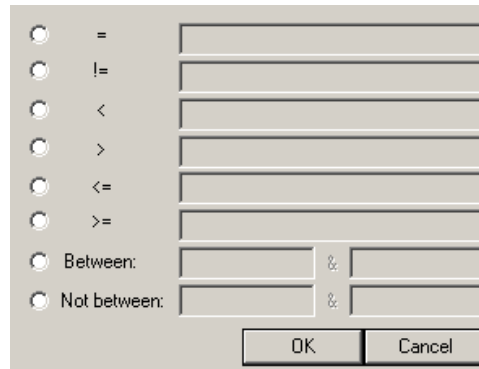 =
!=
<
>
<=
>=
Between: &
Not between: &
OK Cancel